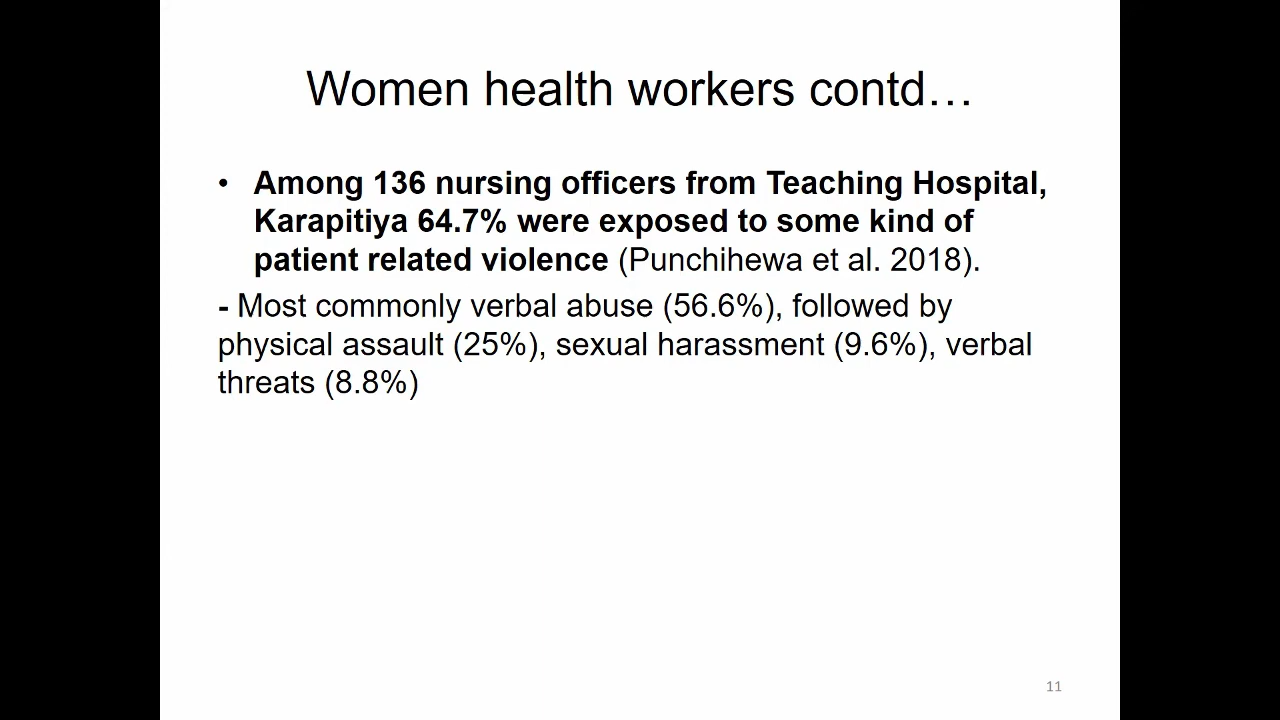 Women health workers contd…
• Among 136 nursing officers from Teaching Hospital,
Karapitiya 64.7% were exposed to some kind of
patient related violence (Punchihewa et al. 2018).
- Most commonly verbal abuse (56.6%), followed by
physical assault (25%), sexual harassment (9.6%), verbal
threats (8.8%)
11